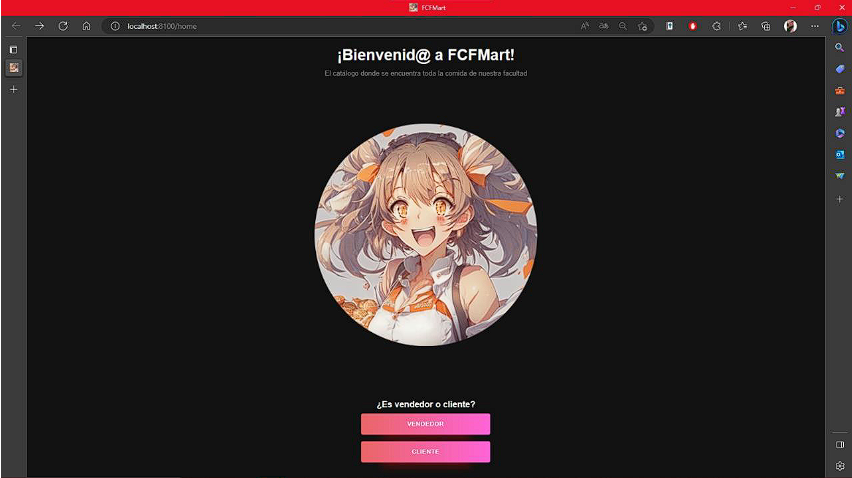 FCFMart
localhost:8100/home
¡Bienvenid@ a FCFMart!
El catálogo donde se encuentra toda la comida de nuestra facultad
¿Es vendedor o cliente?
VENDEDOR
CLIENTE